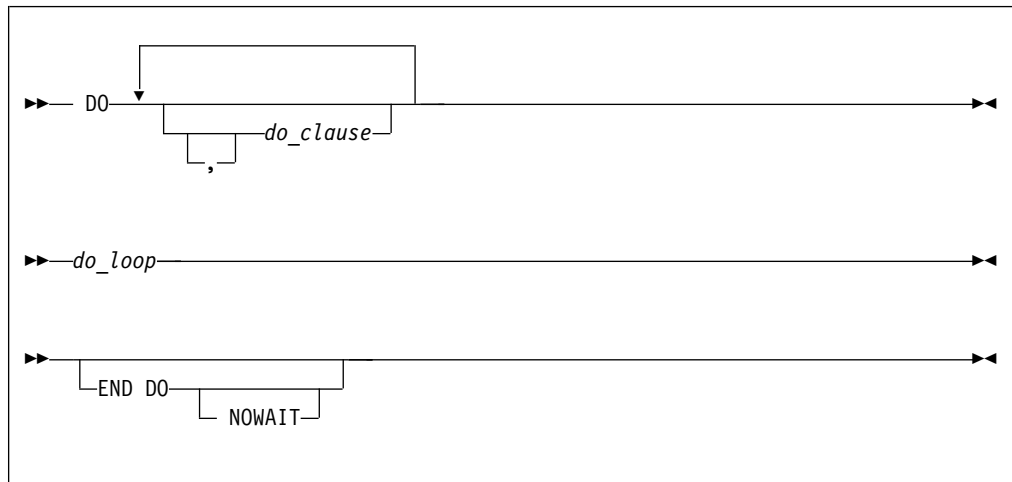 DO
do_clause
,
do_loop
END DO
NOWAIT